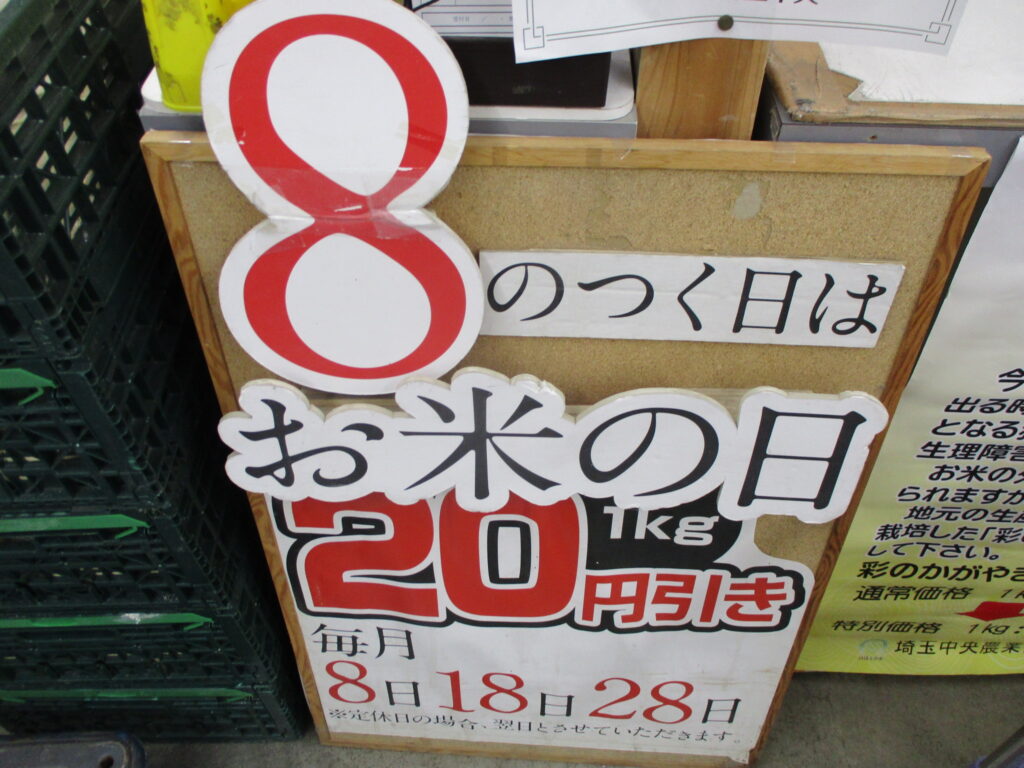 8のつく日は
お米の日
1kg
20円引き
毎月
8日 18日 28日
※定休日の場合、翌日とさせていただきます。
今
出る時
となる
生理障害
お米の
られますが
地元の生産
栽培した「彩
して下さい。
彩のかがやき
通常価格
特別価格 1kg:
埼玉中央農業